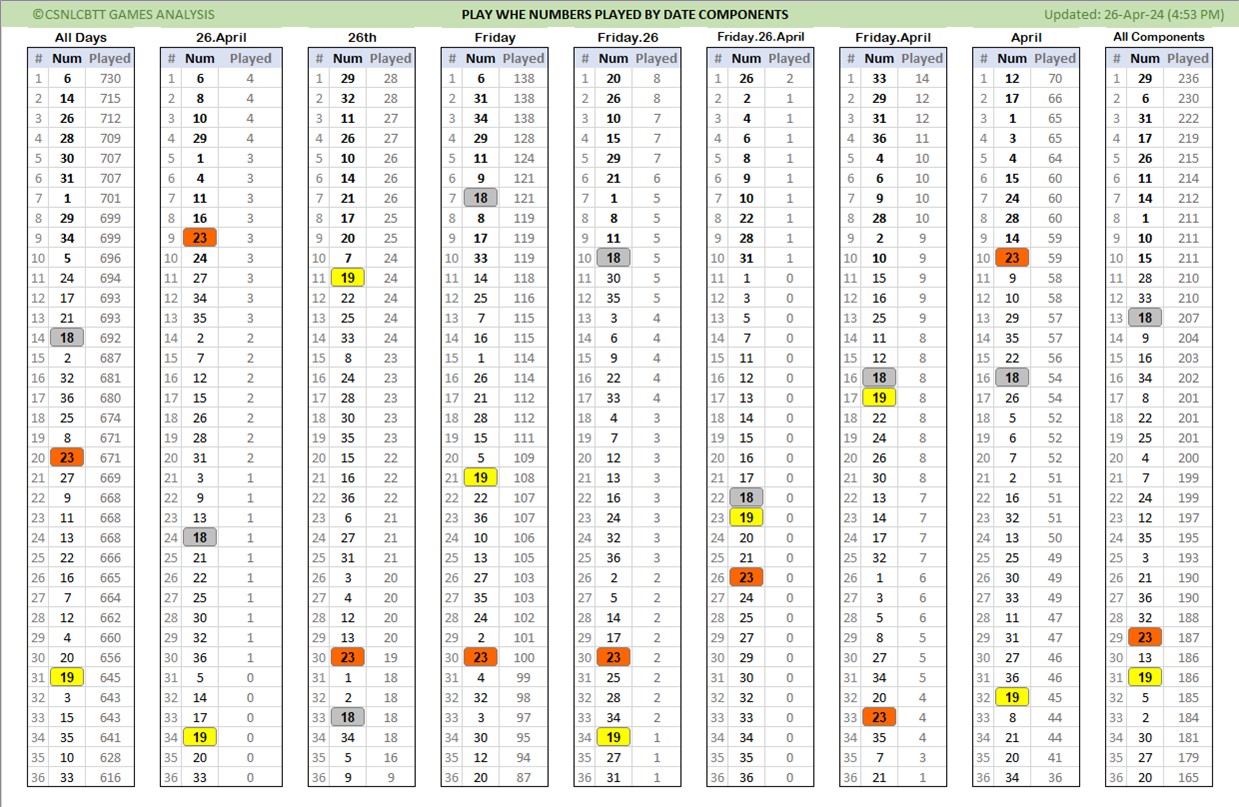 ©CSNLCBTT GAMES ANALYSIS PLAY WHE NUMBERS PLAYED BY DATE COMPONENTS Updated: 26-Apr-24 (4:53 PM)
All Days 26.April 26th Friday Friday.26 Friday.26.April Friday.April April All Components
# Num Played # Num Played # Num Played # Num Played # Num Played # Num Played # Num Played # Num Played # Num Played
1 6 730 1 6 4 1 29 28 1 6 138 1 20 8 1 26 2 1 33 14 1 12 70 1 29 236
2 14 715 2 8 4 2 32 28 2 31 138 2 26 8 2 2 1 2 29 12 2 17 66 2 6 230
3 26 712 3 10 4 3 11 27 3 34 138 3 10 7 3 4 1 3 31 12 3 1 65 3 31 222
4 28 709 4 29 4 4 26 27 4 29 128 4 15 7 4 6 1 4 36 11 4 3 65 4 17 219
5 30 707 5 1 3 5 10 26 5 11 124 5 29 7 5 8 1 5 4 10 5 4 64 5 26 215
6 31 707 6 4 3 6 14 26 6 9 121 6 21 6 6 9 1 6 6 10 6 15 60 6 11 214
7 1 701 7 11 3 7 21 26 7 18 121 7 1 5 7 10 1 7 9 10 7 24 60 7 14 212
8 29 699 8 16 3 8 17 25 8 8 119 8 8 5 8 22 1 8 28 10 8 28 60 8 1 211
9 34 699 9 23 3 9 20 25 9 17 119 9 11 5 9 28 1 9 2 9 9 14 59 9 10 211
10 5 696 10 24 3 10 7 24 10 33 119 10 18 5 10 31 1 10 10 9 10 23 59 10 15 211
11 24 694 11 27 3 11 19 24 11 14 118 11 30 5 11 1 0 11 15 9 11 9 58 11 28 210
12 17 693 12 34 3 12 22 24 12 25 116 12 35 5 12 3 0 12 16 9 12 10 58 12 33 210
13 21 693 13 35 3 13 25 24 13 7 115 13 3 4 13 5 0 13 25 9 13 29 57 13 18 207
14 18 692 14 2 2 14 33 24 14 16 115 14 6 4 14 7 0 14 11 8 14 35 57 14 9 204
15 2 687 15 7 2 15 8 23 15 1 114 15 9 4 15 11 0 15 12 8 15 22 56 15 16 203
16 32 681 16 12 2 16 24 23 16 26 114 16 22 4 16 12 0 16 18 8 16 18 54 16 34 202
17 36 680 17 15 2 17 28 23 17 21 112 17 33 4 17 13 0 17 19 8 17 26 54 17 8 201
18 25 674 18 26 2 18 30 23 18 28 112 18 4 3 18 14 0 18 22 8 18 5 52 18 22 201
19 8 671 19 28 2 19 35 23 19 15 111 19 7 3 19 15 0 19 24 8 19 6 52 19 25 201
20 23 671 20 31 2 20 15 22 20 5 109 20 12 3 20 16 0 20 26 8 20 7 52 20 4 200
21 27 669 21 3 1 21 16 22 21 19 108 21 13 3 21 17 0 21 30 8 21 2 51 21 7 199
22 9 668 22 9 1 22 36 22 22 22 107 22 16 3 22 18 0 22 13 7 22 16 51 22 24 199
23 11 668 23 13 1 23 6 21 23 36 107 23 24 3 23 19 0 23 14 7 23 32 51 23 12 197
24 13 668 24 18 1 24 27 21 24 10 106 24 32 3 24 20 0 24 17 7 24 13 50 24 35 195
25 22 666 25 21 1 25 31 21 25 13 105 25 36 3 25 21 0 25 32 7 25 25 49 25 3 193
26 16 665 26 22 1 26 3 20 26 27 103 26 2 2 26 23 0 26 1 6 26 30 49 26 21 190
27 7 664 27 25 1 27 4 20 27 35 103 27 5 2 27 24 0 27 3 6 27 33 49 27 36 190
28 12 662 28 30 1 28 12 20 28 24 102 28 14 2 28 25 0 28 5 6 28 11 47 28 32 188
29 4 660 29 32 1 29 13 20 29 2 101 29 17 2 29 27 0 29 8 5 29 31 47 29 23 187
30 20 656 30 36 1 30 23 19 30 23 100 30 23 2 30 29 0 30 27 5 30 27 46 30 13 186
31 19 645 31 5 0 31 1 18 31 4 99 31 25 2 31 30 0 31 34 5 31 36 46 31 19 186
32 3 643 32 14 0 32 2 18 32 32 98 32 28 2 32 32 0 32 20 4 32 19 45 32 5 185
33 15 643 33 17 0 33 18 18 33 3 97 33 34 2 33 33 0 33 23 4 33 8 44 33 2 184
34 35 641 34 19 0 34 34 18 34 30 95 34 19 1 34 34 0 34 35 4 34 21 44 34 30 181
35 10 628 35 20 0 35 5 16 35 12 94 35 27 1 35 35 0 35 7 3 35 20 41 35 27 179
36 33 616 36 33 0 36 9 9 36 20 87 36 31 1 36 36 0 36 21 1 36 34 36 36 20 165